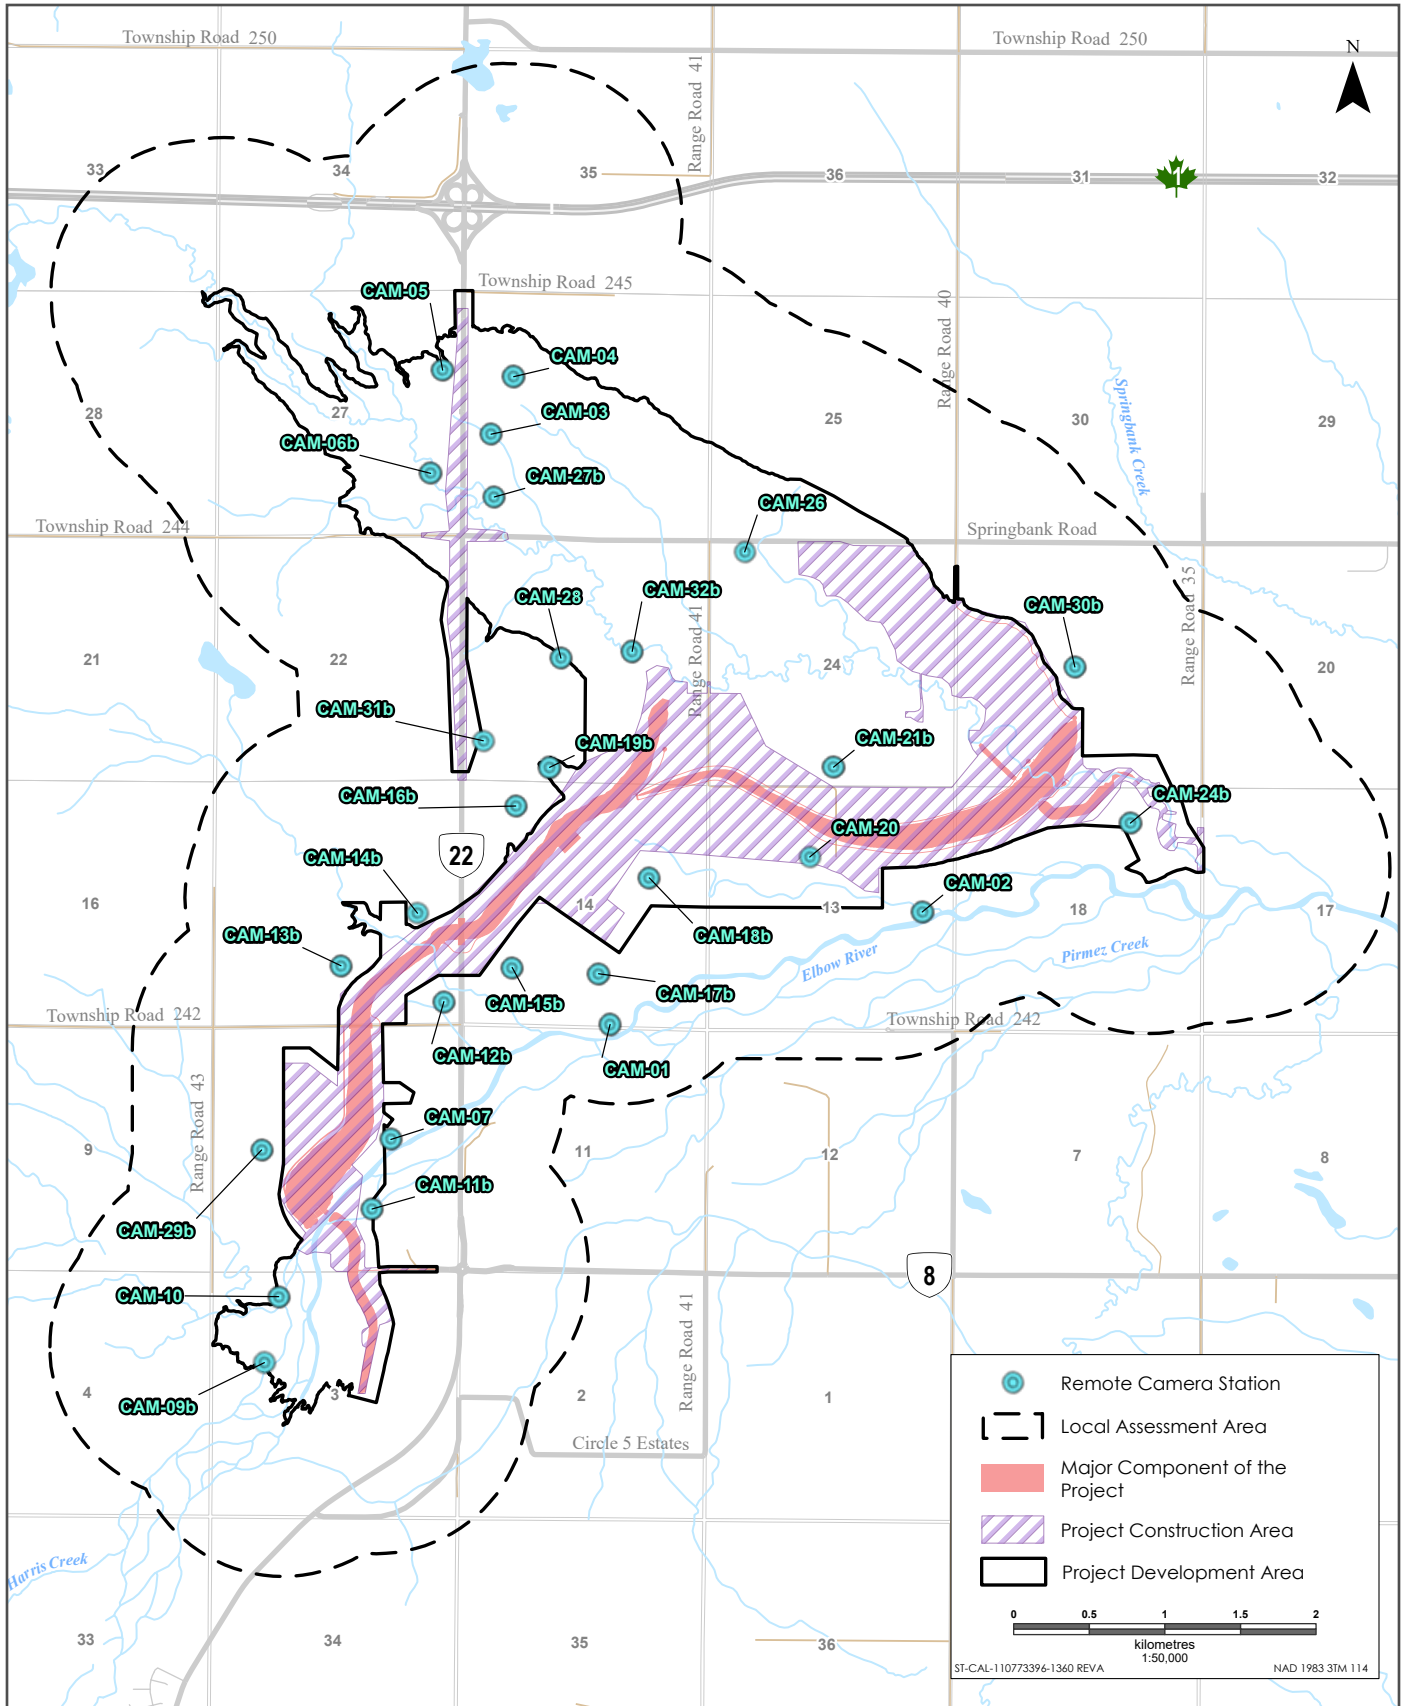 Township Road 250
Township Road 250
N
Range Road 41
33
34
35
36
31
1
32
Township Road 245
CAM-05
Range Road 40
CAM-04
28
27
CAM-03
25
30
Springbank Creek
29
CAM-06b
CAM-27b
CAM-26
Township Road 244
Springbank Road
Range Road 35
CAM-28
CAM-32b
CAM-30b
Range Road 41
21
22
24
20
CAM-31b
CAM-19b
CAM-21b
CAM-16b
CAM-24b
CAM-20
22
CAM-14b
CAM-02
16
14
13
18
17
CAM-13b
CAM-18b
Elbow River
Pirmez Creek
CAM-15b
CAM-17b
Township Road 242
Township Road 242
CAM-12b
CAM-01
Range Road 43
CAM-07
9
11
12
7
8
CAM-11b
CAM-29b
8
CAM-10
Range Road 41
4
3
2
1
CAM-09b
Circle 5 Estates
Harris Creek
33
34
35
36
Remote Camera Station
Local Assessment Area
Major Component of the
Project
Project Construction Area
Project Development Area
0 0.5 1 1.5 2
kilometres
1:50,000
ST-CAL-110773396-1360 REVA
NAD 1983 3TM 114